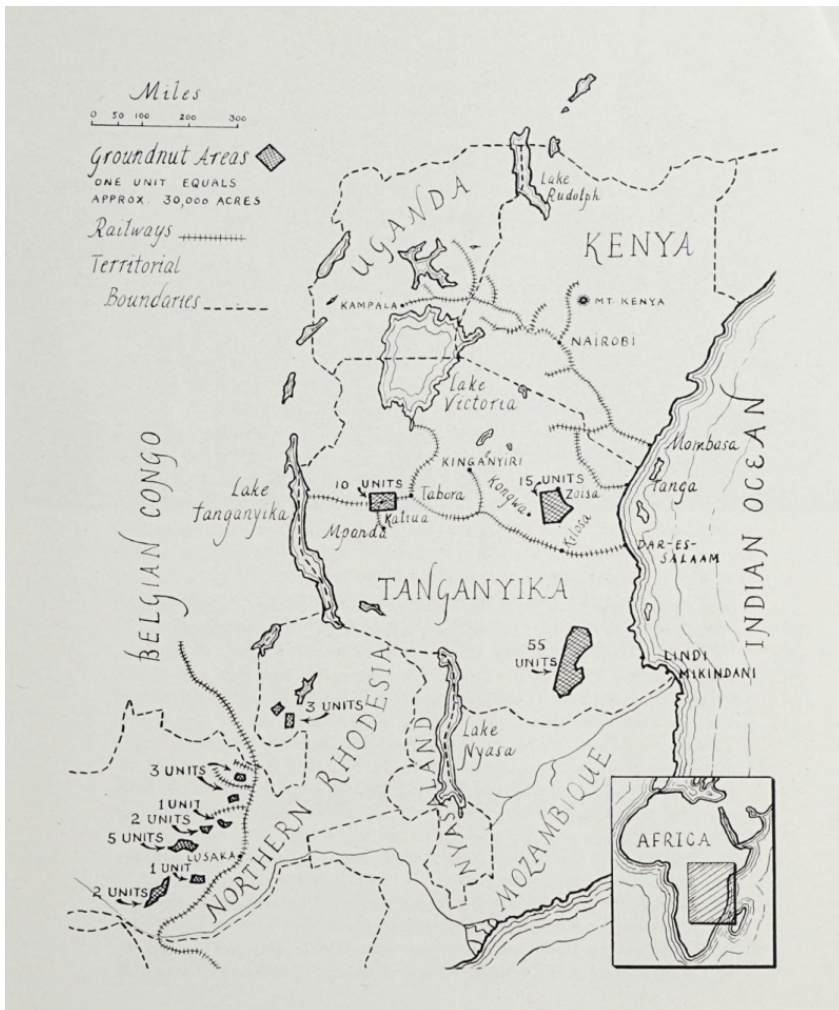 Miles
0 50 100 200 300
Groundnut Areas
ONE UNIT EQUALS
APPROX. 30,000 ACRES
Railways
Territorial
Boundaries
UGANDA
Lake
Rudolph
KENYA
KAMPALA
MT. KENYA
NAIROBI
Lake
Victoria
BELGIAN CONGO
INDIAN OCEAN
Mombasa
KINGANYIRI
10 UNITS
15 UNITS
Lake
Tanganyika
Tabora
Kongwa
Zoisa
Tanga
Kaliua
Mpanda
Kilosa
DAR-ES-
SALAAM
TANGANYIKA
55
UNITS
LINDI
MIKINDANI
3 UNITS
NORTHERN RHODESIA
NYASALAND
Lake
Nyasa
MOZAMBIQUE
3 UNITS
1 UNIT
2 UNITS
5 UNITS
LUSAKA
1 UNIT
2 UNITS
AFRICA